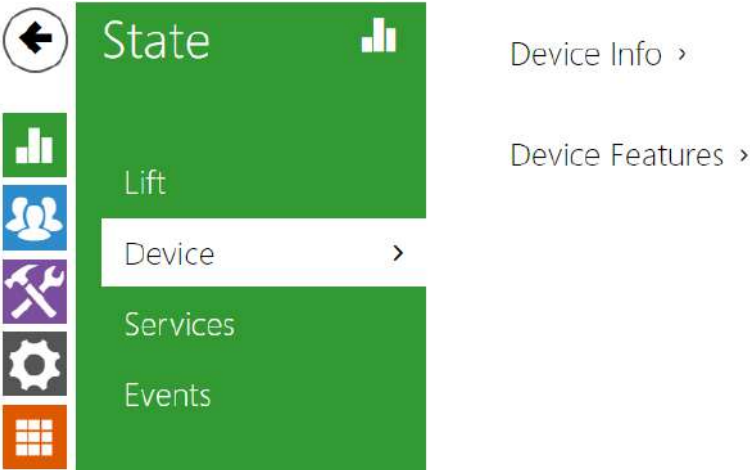 State
Lift
Device
Services
Events
Device Info
Device Features